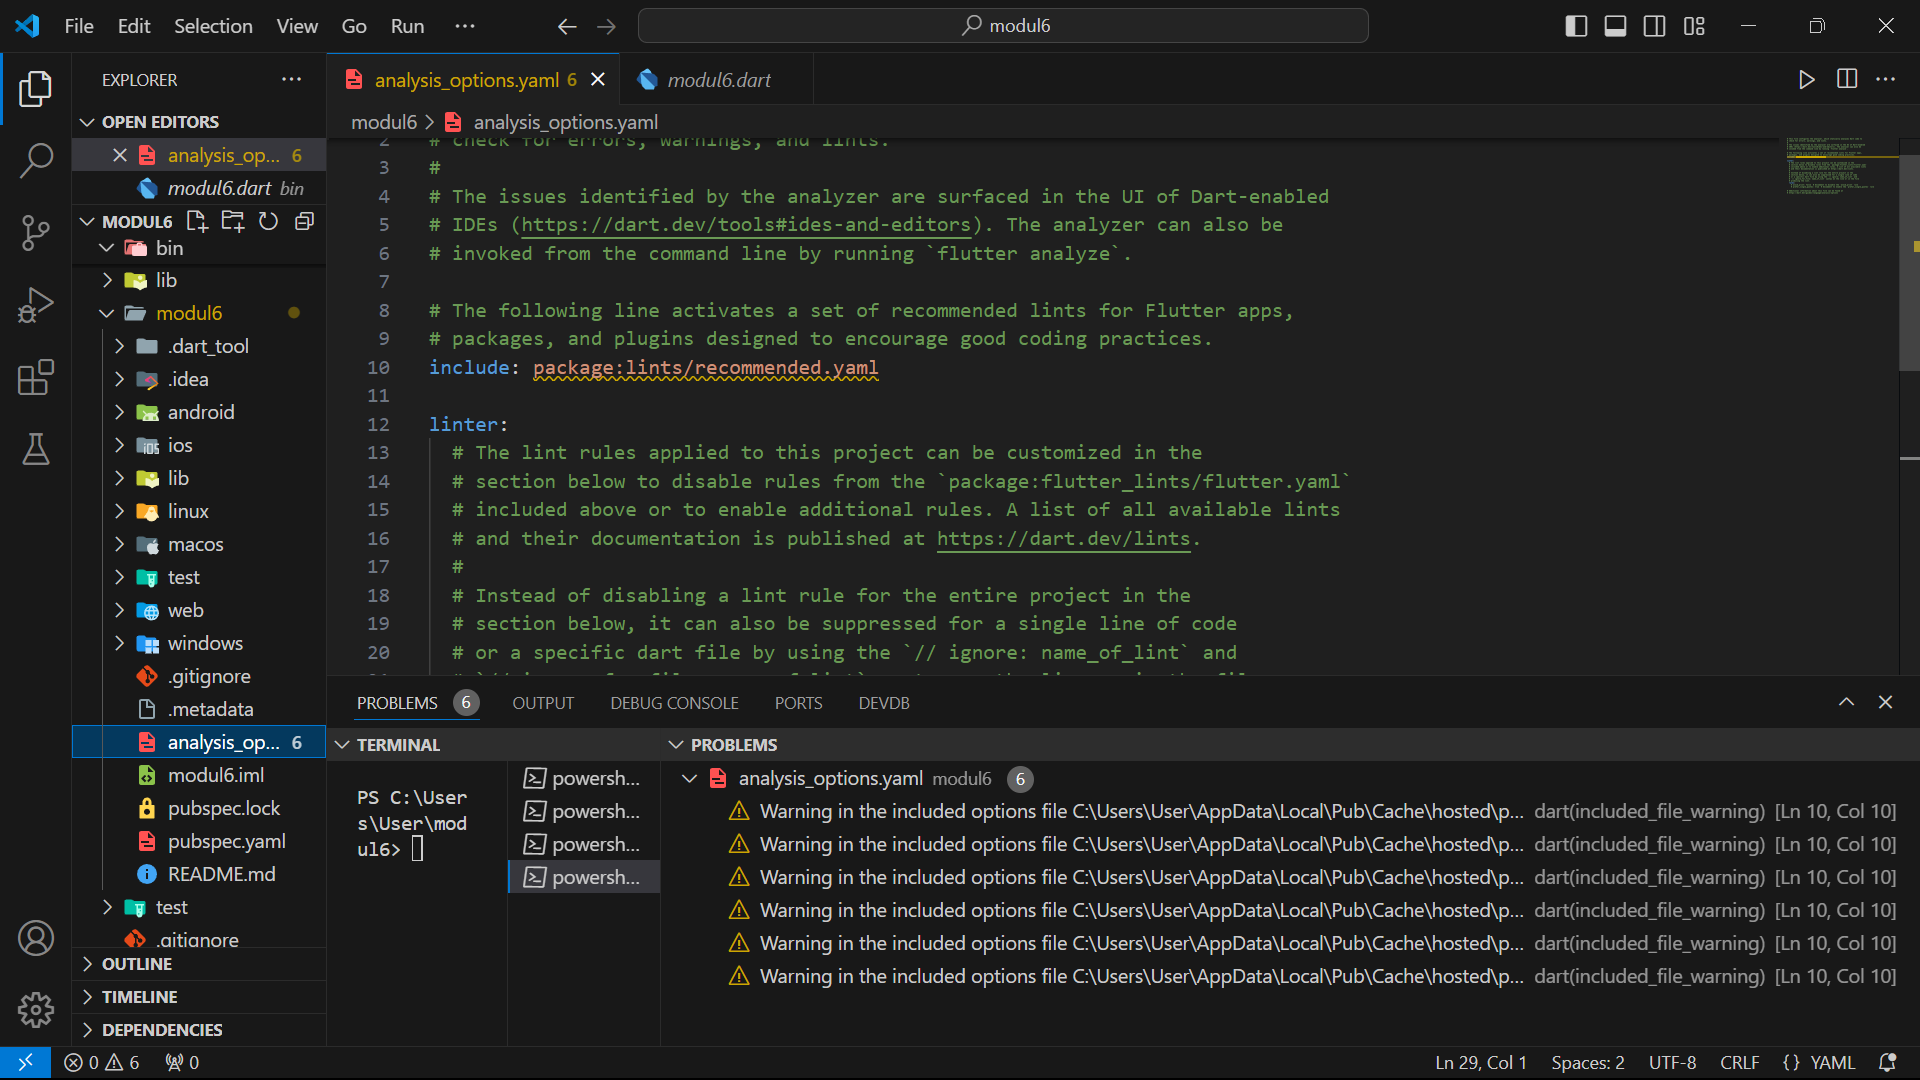 File Edit Selection View Go Run ···
modul6
EXPLORER
OPEN EDITORS
analysis_op... 6
modul6.dart bin
MODUL6
bin
lib
modul6
.dart_tool
.idea
android
ios
lib
linux
macos
test
web
windows
.gitignore
.metadata
analysis_op... 6
modul6.iml
pubspec.lock
pubspec.yaml
README.md
test
.gitignore
OUTLINE
TIMELINE
DEPENDENCIES
analysis_options.yaml 6
modul6.dart
modul6 > analysis_options.yaml
2 # check for errors, warnings, and lints.
3 #
4 # The issues identified by the analyzer are surfaced in the UI of Dart-enabled
5 # IDEs (https://dart.dev/tools#ides-and-editors). The analyzer can also be
6 # invoked from the command line by running `flutter analyze`.
7
8 # The following line activates a set of recommended lints for Flutter apps,
9 # packages, and plugins designed to encourage good coding practices.
10 include: package:lints/recommended.yaml
11
12 linter:
13 # The lint rules applied to this project can be customized in the
14 # section below to disable rules from the `package:flutter_lints/flutter.yaml`
15 # included above or to enable additional rules. A list of all available lints
16 # and their documentation is published at https://dart.dev/lints.
17 #
18 # Instead of disabling a lint rule for the entire project in the
19 # section below, it can also be suppressed for a single line of code
20 # or a specific dart file by using the `// ignore: name_of_lint` and
PROBLEMS 6 OUTPUT DEBUG CONSOLE PORTS DEVDB
TERMINAL
PS C:\User
s\User\mod
ul6>
powersh...
powersh...
powersh...
powersh...
PROBLEMS
analysis_options.yaml modul6 6
Warning in the included options file C:\Users\User\AppData\Local\Pub\Cache\hosted\p... dart(included_file_warning) [Ln 10, Col 10]
Warning in the included options file C:\Users\User\AppData\Local\Pub\Cache\hosted\p... dart(included_file_warning) [Ln 10, Col 10]
Warning in the included options file C:\Users\User\AppData\Local\Pub\Cache\hosted\p... dart(included_file_warning) [Ln 10, Col 10]
Warning in the included options file C:\Users\User\AppData\Local\Pub\Cache\hosted\p... dart(included_file_warning) [Ln 10, Col 10]
Warning in the included options file C:\Users\User\AppData\Local\Pub\Cache\hosted\p... dart(included_file_warning) [Ln 10, Col 10]
Warning in the included options file C:\Users\User\AppData\Local\Pub\Cache\hosted\p... dart(included_file_warning) [Ln 10, Col 10]
0 6 0
Ln 29, Col 1 Spaces: 2 UTF-8 CRLF {} YAML